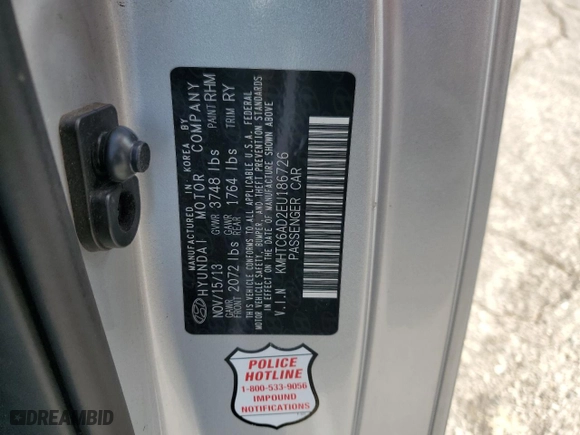 MANUFACTURED IN KOREA BY
HYUNDAI MOTOR COMPANY
NOV/15/13 GVWR 3748 lbs PAINT RHM
GAWR FRONT 2072 lbs GAWR REAR 1764 lbs TRIM RY
THIS VEHICLE CONFORMS TO ALL APPLICABLE U.S.A. FEDERAL
MOTOR VEHICLE SAFETY, BUMPER, AND THEFT PREVENTION STANDARDS
IN EFFECT ON THE DATE OF MANUFACTURE SHOWN ABOVE
V.I.N KMHTC6AD2EU186726
PASSENGER CAR
POLICE
HOTLINE
1-800-533-9056
IMPOUND
NOTIFICATIONS
DREAMBID